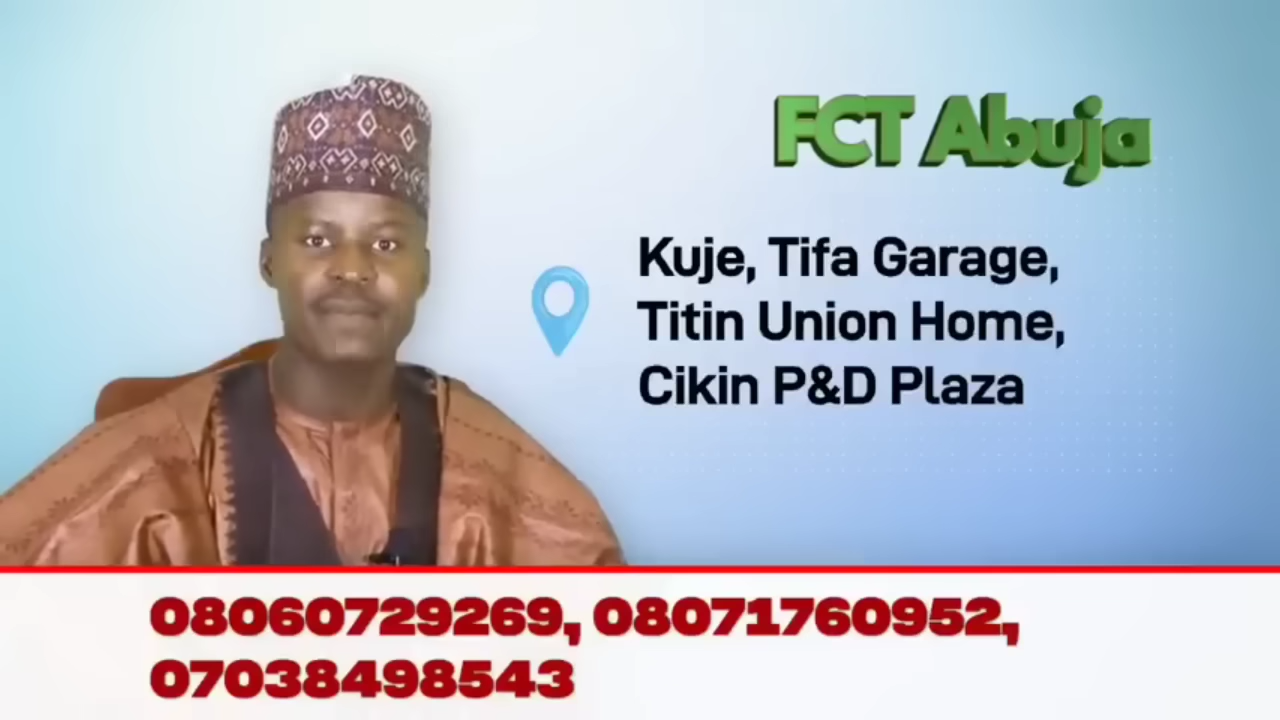 FCT Abuja
Kuje, Tifa Garage,
Titin Union Home,
Cikin P&D Plaza
08060729269, 08071760952,
07038498543